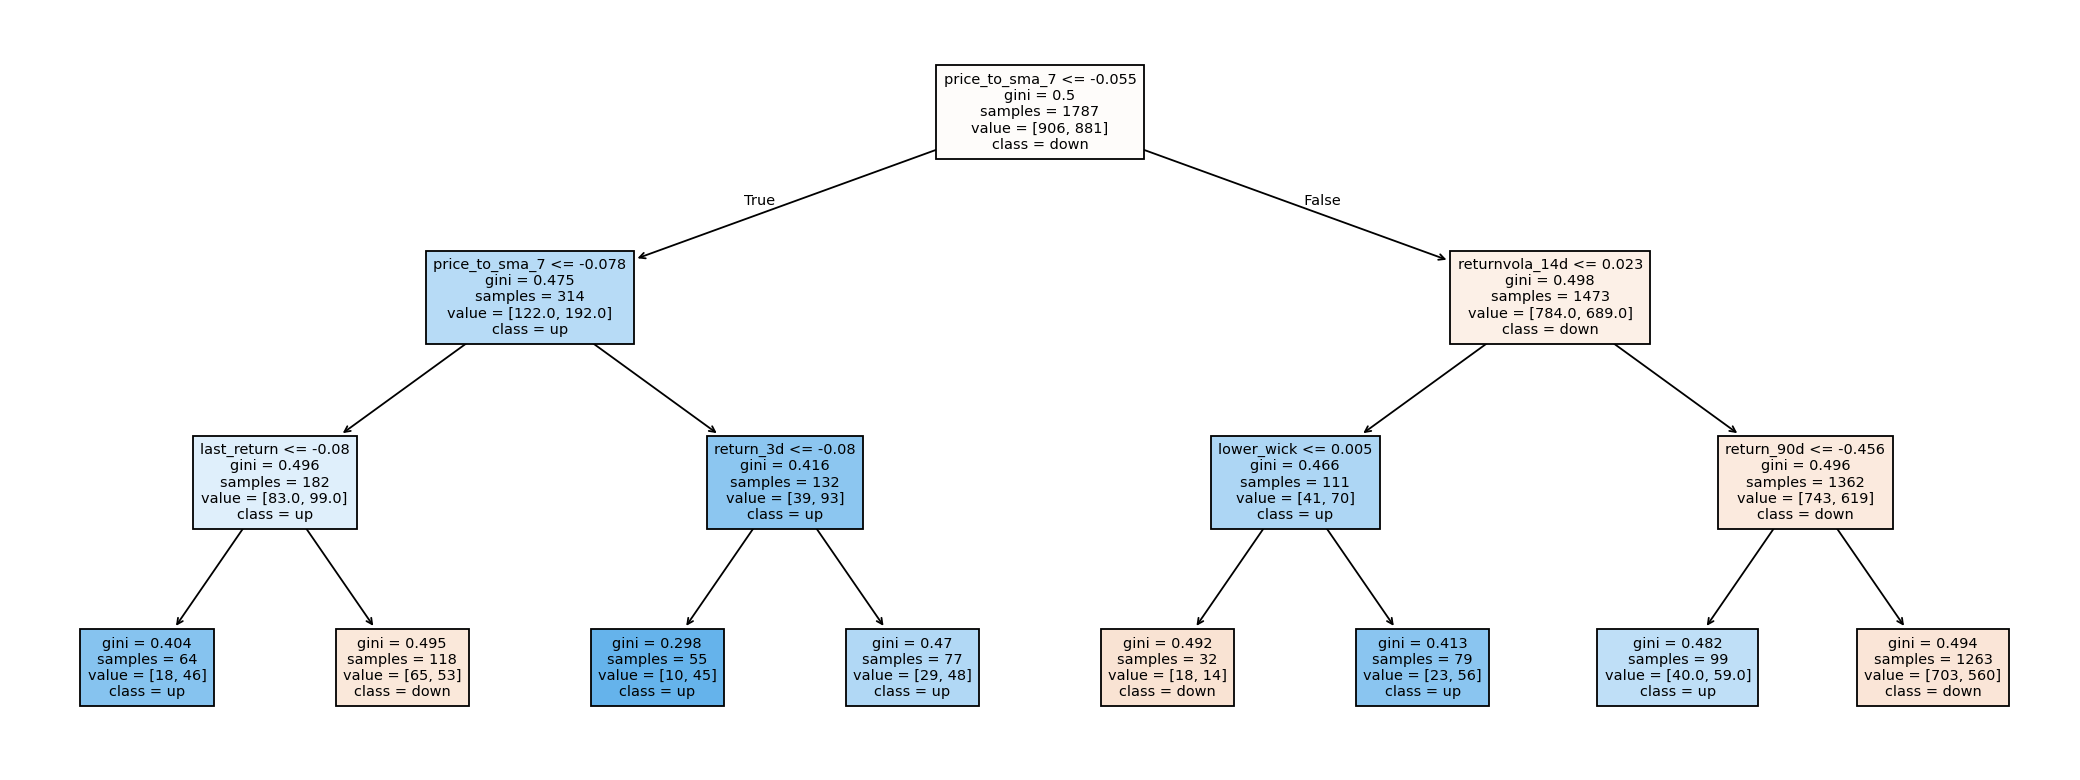 price_to_sma_7 <= -0.055
gini = 0.5
samples = 1787
value = [906, 881]
class = down
True
False
price_to_sma_7 <= -0.078
gini = 0.475
samples = 314
value = [122.0, 192.0]
class = up
returnvola_14d <= 0.023
gini = 0.498
samples = 1473
value = [784.0, 689.0]
class = down
last_return <= -0.08
gini = 0.496
samples = 182
value = [83.0, 99.0]
class = up
return_3d <= -0.08
gini = 0.416
samples = 132
value = [39, 93]
class = up
lower_wick <= 0.005
gini = 0.466
samples = 111
value = [41, 70]
class = up
return_90d <= -0.456
gini = 0.496
samples = 1362
value = [743, 619]
class = down
gini = 0.404
samples = 64
value = [18, 46]
class = up
gini = 0.495
samples = 118
value = [65, 53]
class = down
gini = 0.298
samples = 55
value = [10, 45]
class = up
gini = 0.47
samples = 77
value = [29, 48]
class = up
gini = 0.492
samples = 32
value = [18, 14]
class = down
gini = 0.413
samples = 79
value = [23, 56]
class = up
gini = 0.482
samples = 99
value = [40.0, 59.0]
class = up
gini = 0.494
samples = 1263
value = [703, 560]
class = down